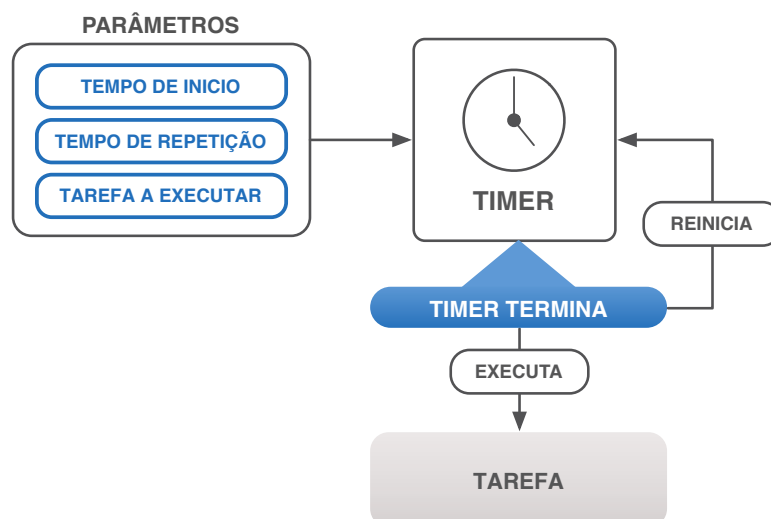 PARÂMETROS
TEMPO DE INICIO
TEMPO DE REPETIÇÃO
TAREFA A EXECUTAR
TIMER
REINICIA
TIMER TERMINA
EXECUTA
TAREFA